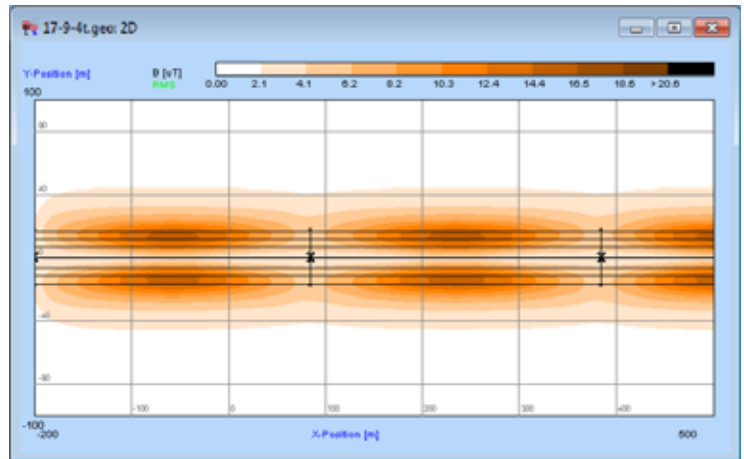 17-9-4t.geo: 2D
Y-Position [m]
B [uT]
RMS
0.00 2.1 4.1 6.2 8.2 10.3 12.4 14.4 16.5 18.6 > 20.6
100
80
40
0
-40
-80
-100 0 100 200 300 400
-100
-200
X-Position [m]
500